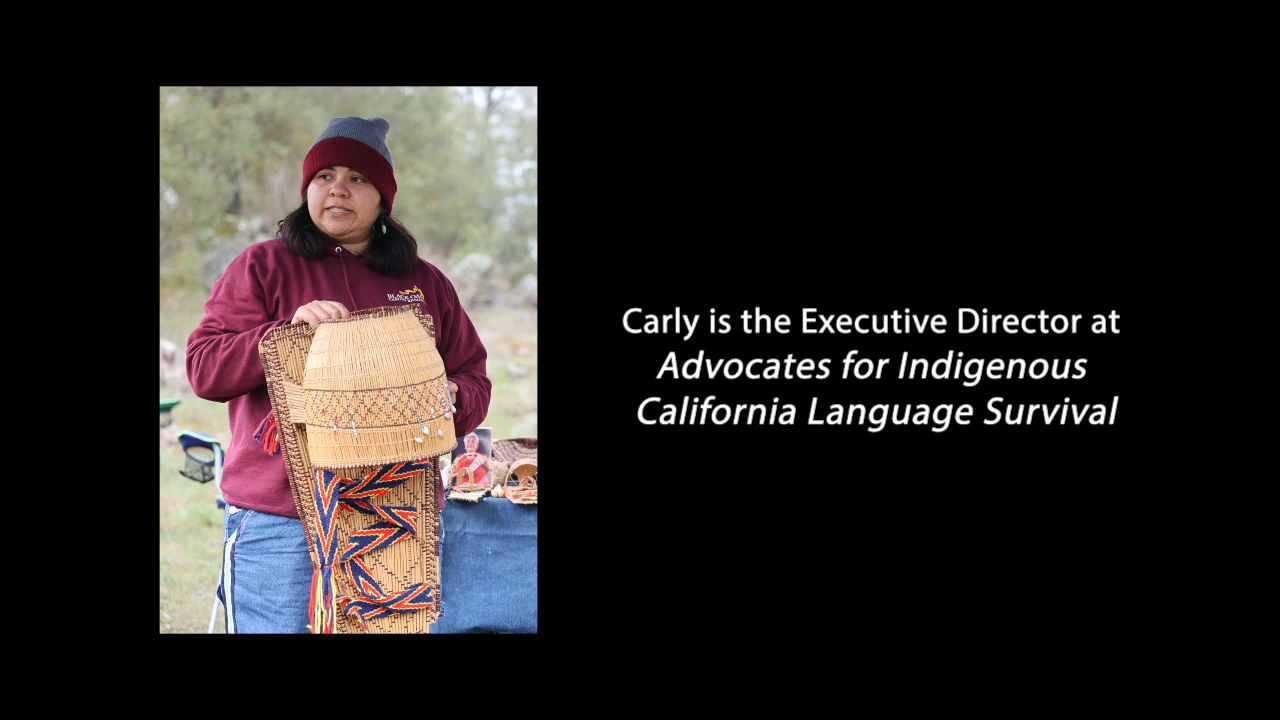 Carly is the Executive Director at
Advocates for Indigenous
California Language Survival